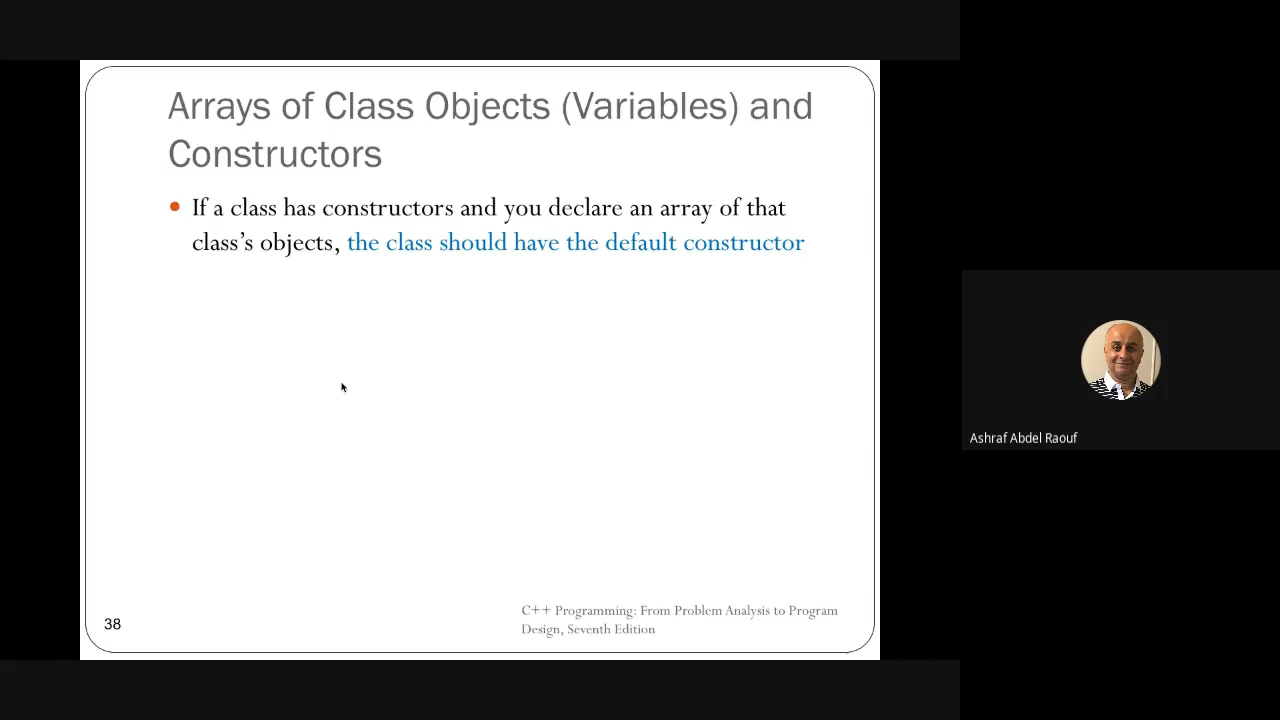 Arrays of Class Objects (Variables) and
Constructors
If a class has constructors and you declare an array of that
class’s objects, the class should have the default constructor
38
C++ Programming: From Problem Analysis to Program
Design, Seventh Edition
Ashraf Abdel Raouf